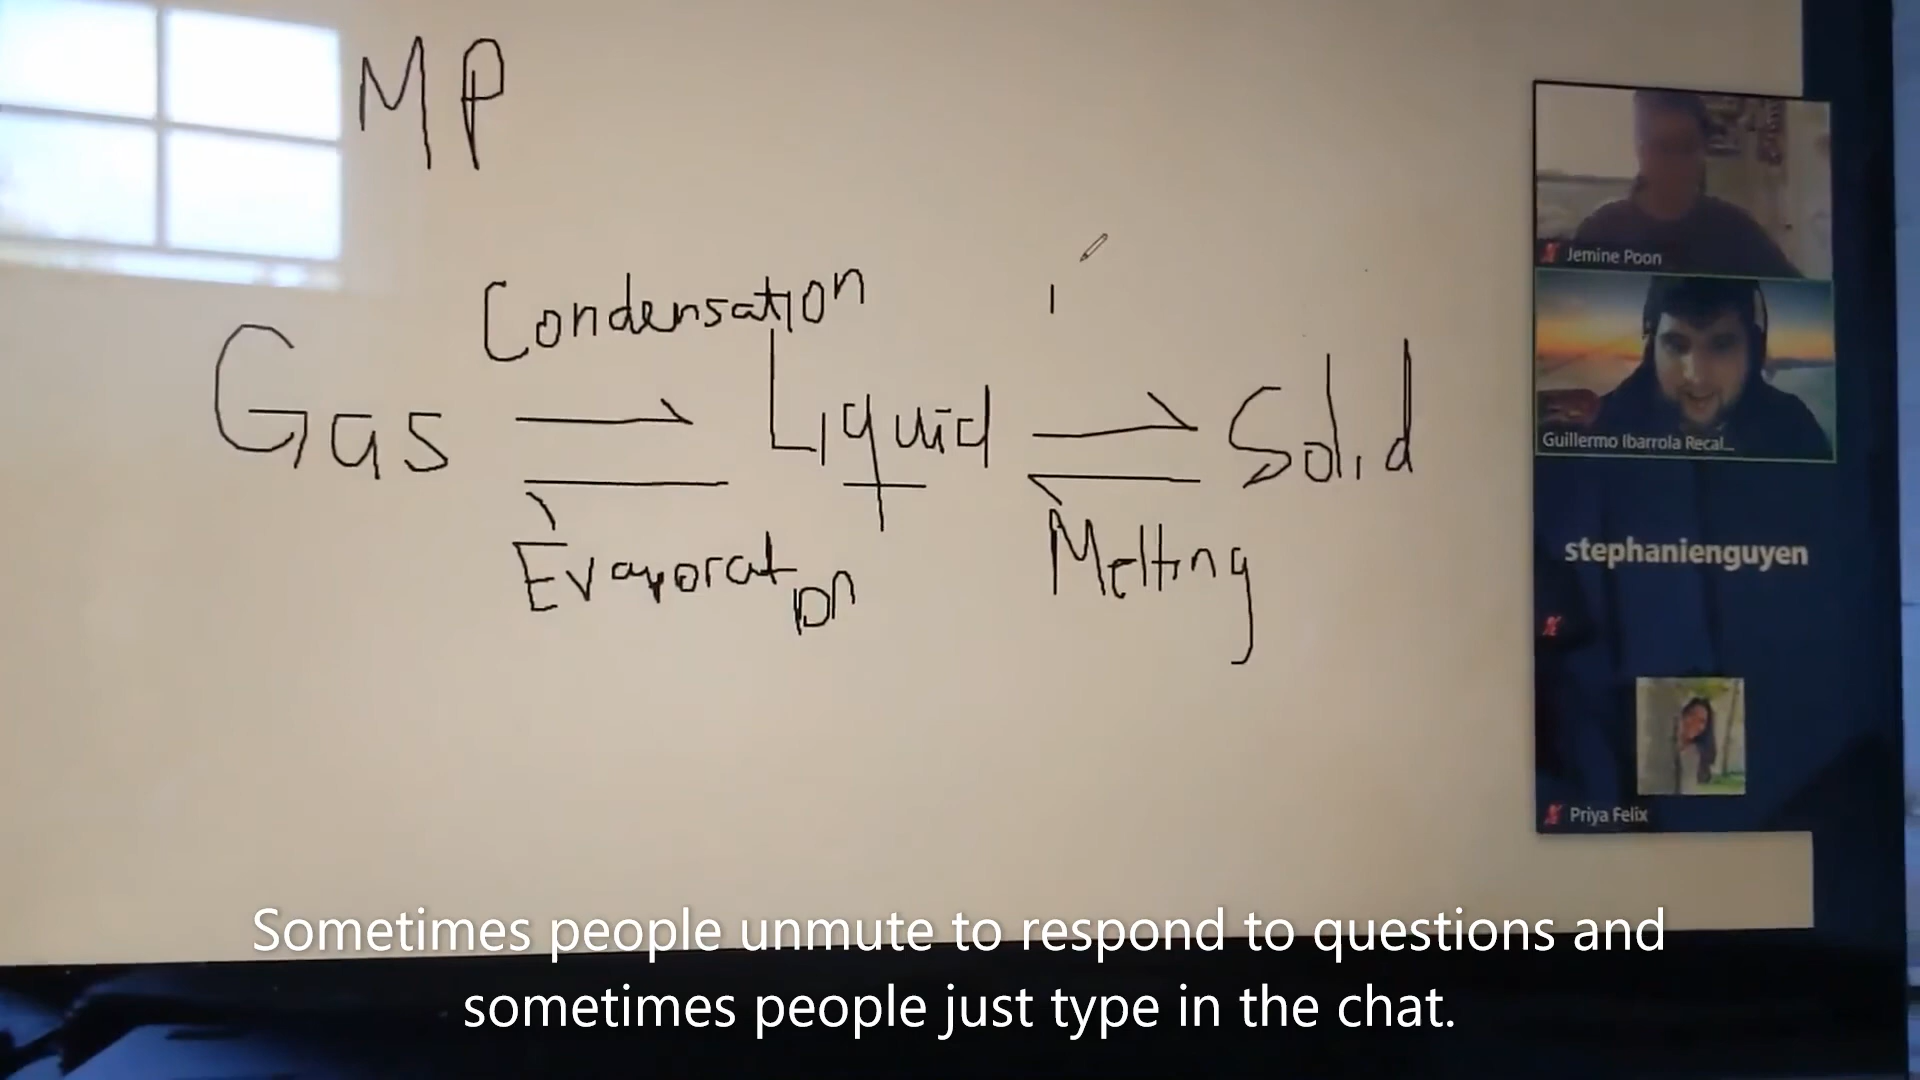 MP
Condensation
Gas Liquid Solid
Evaporation
Melting
Jemine Poon
Guillermo Ibarrola Recal...
stephanienguyen
Priya Felix
Sometimes people unmute to respond to questions and
sometimes people just type in the chat.